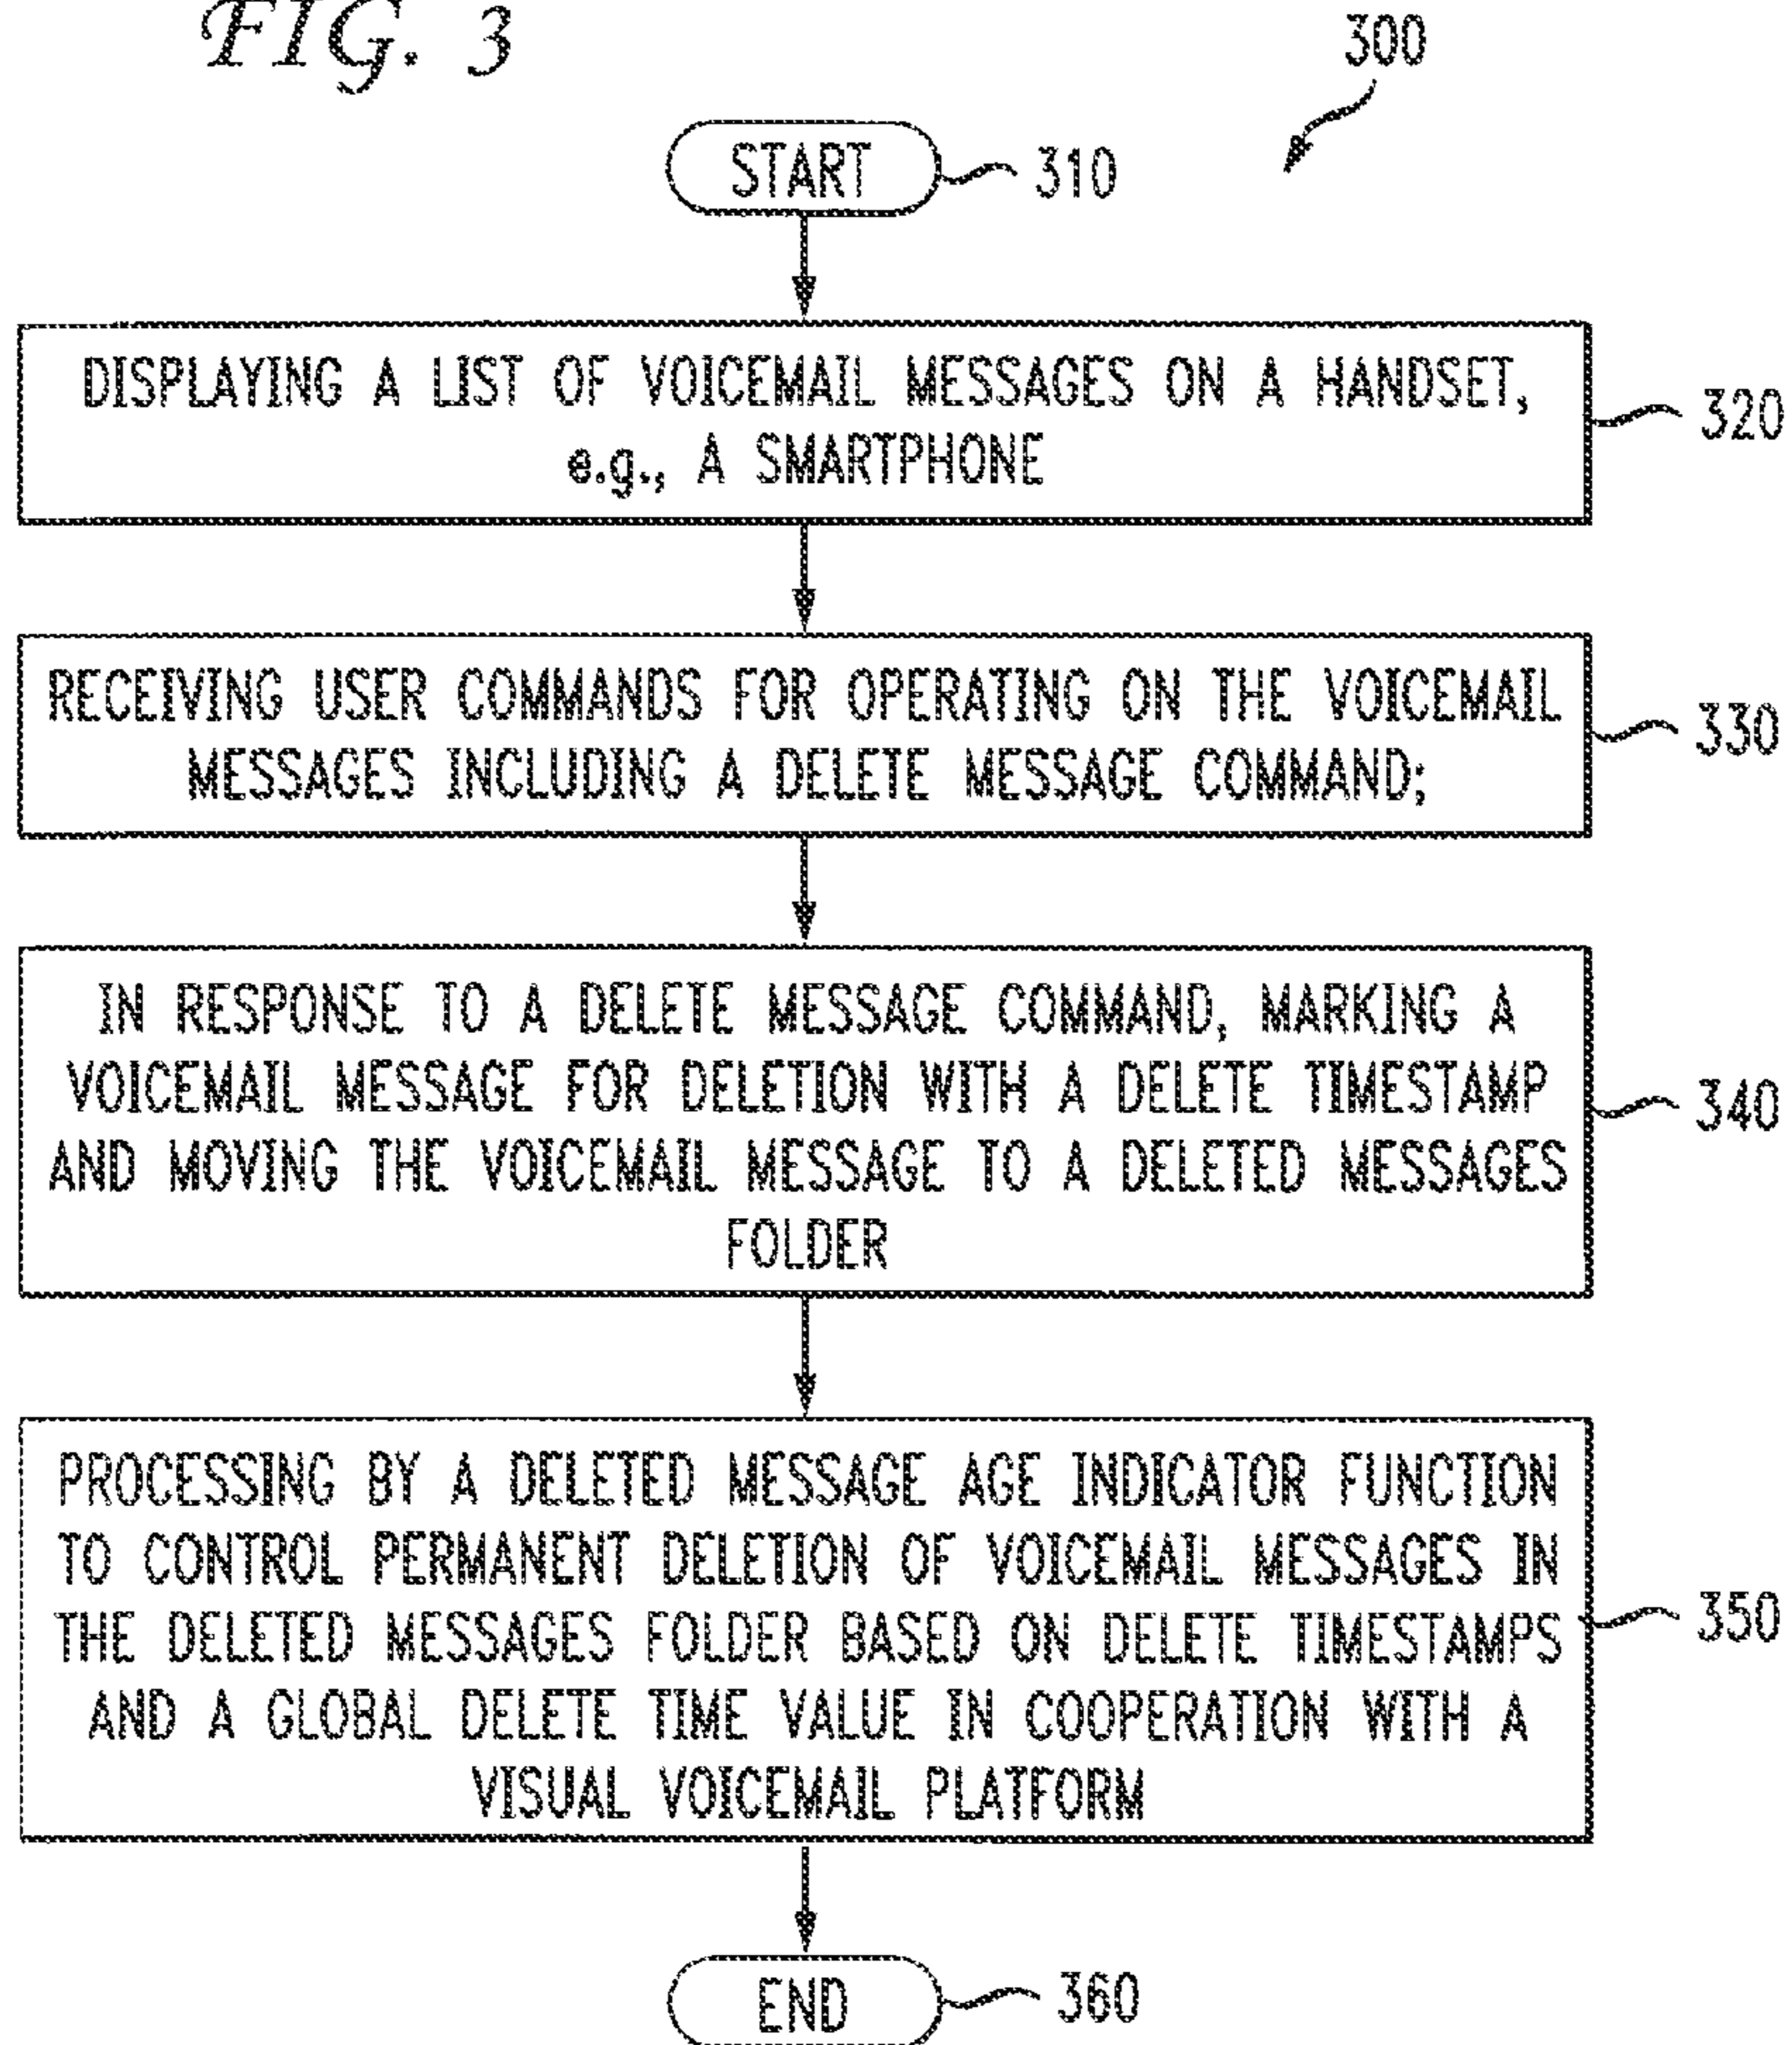 FIG. 3
300
START
310
DISPLAYING A LIST OF VOICEMAIL MESSAGES ON A HANDSET,
e.g., A SMARTPHONE
320
RECEIVING USER COMMANDS FOR OPERATING ON THE VOICEMAIL
MESSAGES INCLUDING A DELETE MESSAGE COMMAND;
330
IN RESPONSE TO A DELETE MESSAGE COMMAND, MARKING A
VOICEMAIL MESSAGE FOR DELETION WITH A DELETE TIMESTAMP
AND MOVING THE VOICEMAIL MESSAGE TO A DELETED MESSAGES
FOLDER
340
PROCESSING BY A DELETED MESSAGE AGE INDICATOR FUNCTION
TO CONTROL PERMANENT DELETION OF VOICEMAIL MESSAGES IN
THE DELETED MESSAGES FOLDER BASED ON DELETE TIMESTAMPS
AND A GLOBAL DELETE TIME VALUE IN COOPERATION WITH A
VISUAL VOICEMAIL PLATFORM
350
END
360